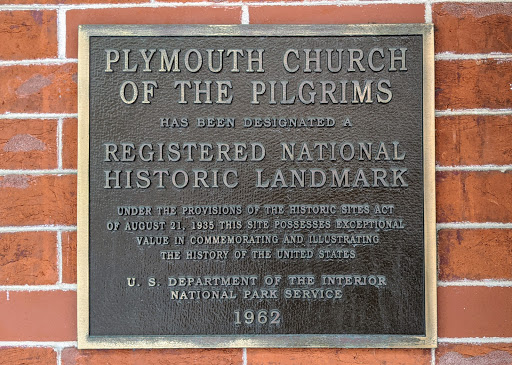 PLYMOUTH CHURCH
OF THE PILGRIMS
HAS BEEN DESIGNATED A
REGISTERED NATIONAL
HISTORIC LANDMARK
UNDER THE PROVISIONS OF THE HISTORIC SITES ACT
OF AUGUST 21, 1935 THIS SITE POSSESSES EXCEPTIONAL
VALUE IN COMMEMORATING AND ILLUSTRATING
THE HISTORY OF THE UNITED STATES
U. S. DEPARTMENT OF THE INTERIOR
NATIONAL PARK SERVICE
1962